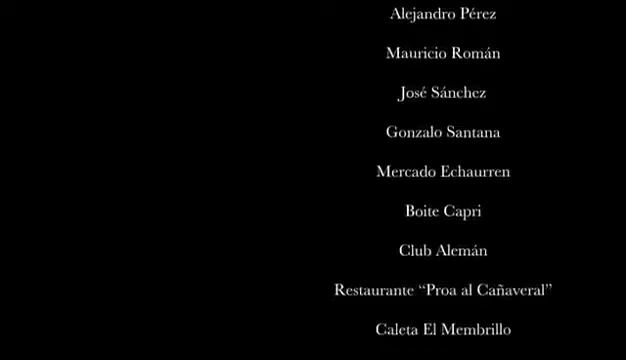 Alejandro Pérez
Mauricio Román
José Sánchez
Gonzalo Santana
Mercado Echaurren
Boite Capri
Club Alemán
Restaurante “Proa al Cañaveral”
Caleta El Membrillo